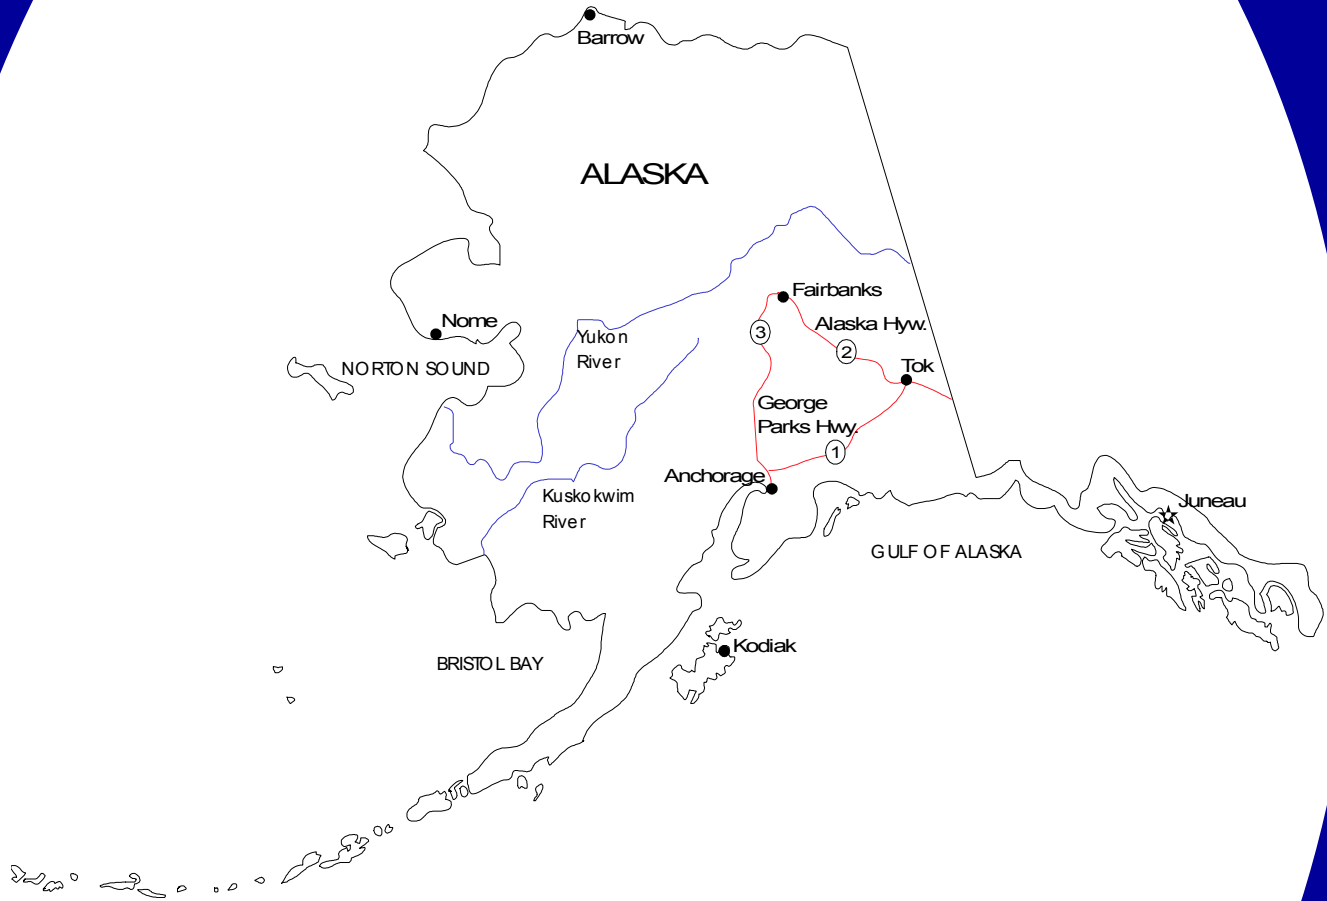 Barrow
ALASKA
Fairbanks
Nome
Alaska Hyw.
3
Yukon
River
2
NORTON SOUND
Tok
George
Parks Hwy.
1
Anchorage
Kuskokwim
River
Juneau
GULF OF ALASKA
Kodiak
BRISTOL BAY